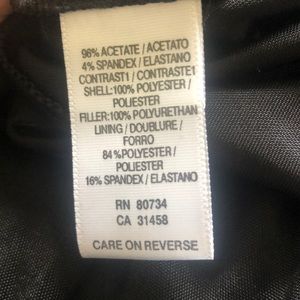 96% ACETATE / ACETATO
4% SPANDEX / ELASTANO
CONTRAST1 / CONTRASTE1
SHELL:100% POLYESTER /
POLIESTER
FILLER:100% POLYURETHAN
LINING / DOUBLURE /
FORRO
84%POLYESTER /
POLIESTER
16% SPANDEX / ELASTANO
RN 80734
CA 31458
CARE ON REVERSE